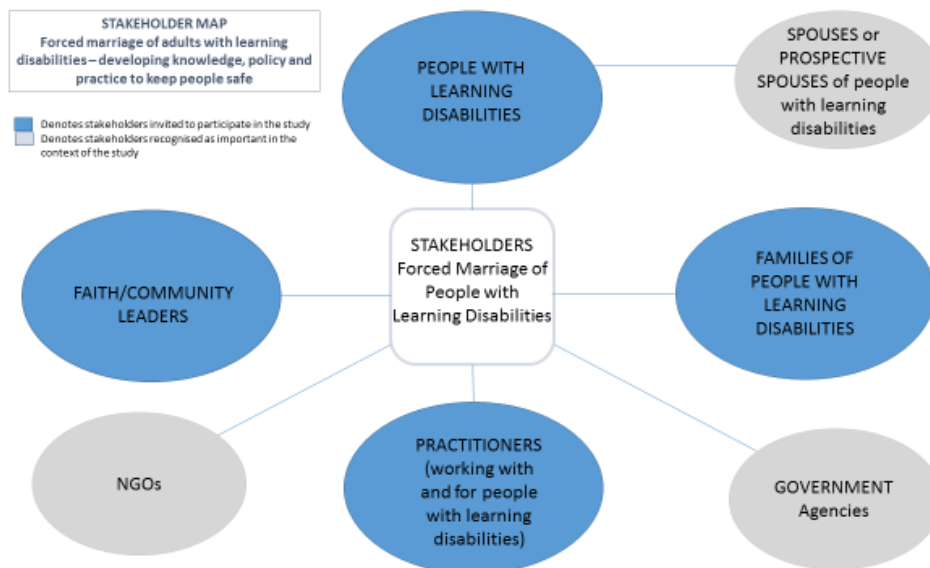 STAKEHOLDER MAP
Forced marriage of adults with learning
disabilities – developing knowledge, policy and
practice to keep people safe
Denotes stakeholders invited to participate in the study
Denotes stakeholders recognised as important in the
context of the study
PEOPLE WITH
LEARNING
DISABILITIES
SPOUSES or
PROSPECTIVE
SPOUSES of people
with learning
disabilities
STAKEHOLDERS
Forced Marriage of
People with
Learning Disabilities
FAITH/COMMUNITY
LEADERS
FAMILIES OF
PEOPLE WITH
LEARNING
DISABILITIES
NGOs
PRACTITIONERS
(working with
and for people
with learning
disabilities)
GOVERNMENT
Agencies